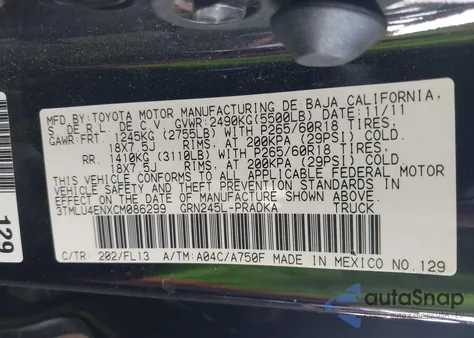 MFD.BY:TOYOTA MOTOR MANUFACTURING DE BAJA CALIFORNIA,
S. DE R.L. DE C.V. GVWR:2490KG(5500LB) DATE:11/11
GAWR:FRT. 1245KG (2755LB) WITH P265/60R18 TIRES,
18X7.5J RIMS, AT 200KPA (29PSI) COLD.
RR. 1410KG (3110LB) WITH P265/60R18 TIRES,
18X7.5J RIMS, AT 200KPA (29PSI) COLD.
THIS VEHICLE CONFORMS TO ALL APPLICABLE FEDERAL MOTOR
VEHICLE SAFETY AND THEFT PREVENTION STANDARDS IN
EFFECT ON THE DATE OF MANUFACTURE SHOWN ABOVE.
3TMLU4ENXCM086299 GRN245L-PRADKA TRUCK
C/TR: 202/FL13 A/TM:A04C/A750F MADE IN MEXICO NO.129
129
autoSnap